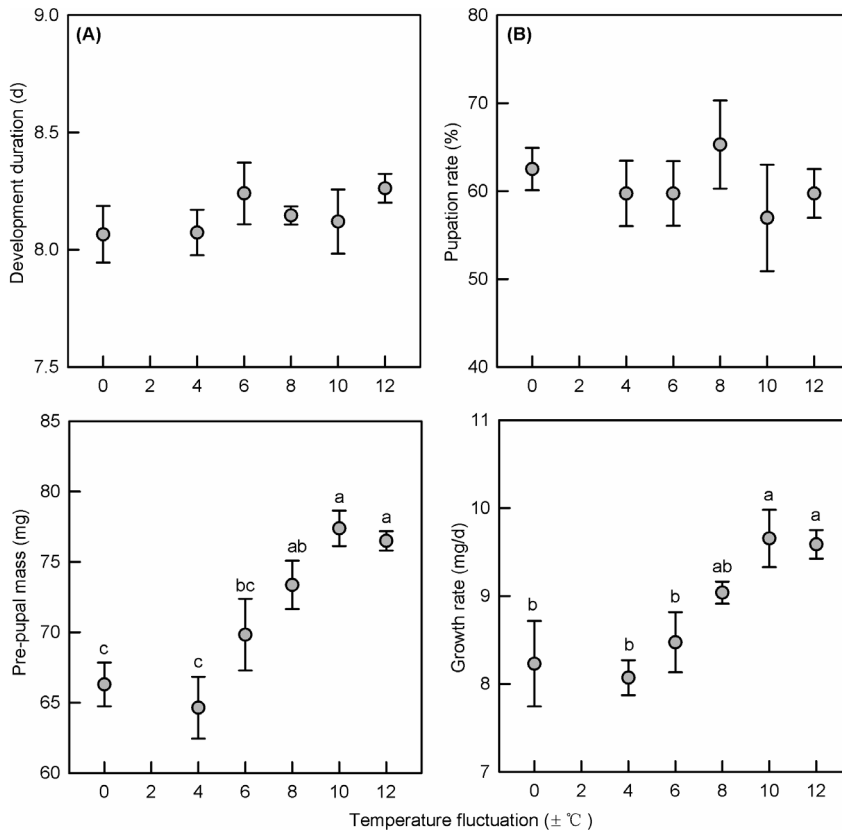 (A)
Development duration (d)
9.0
8.5
8.0
7.5
0 2 4 6 8 10 12
(B)
Pupation rate (%)
80
70
60
50
40
0 2 4 6 8 10 12
Pre-pupal mass (mg)
85
80
75
70
65
60
c c bc ab a a
0 2 4 6 8 10 12
Growth rate (mg/d)
11
10
9
8
7
b b b ab a a
0 2 4 6 8 10 12
Temperature fluctuation (± ℃ )